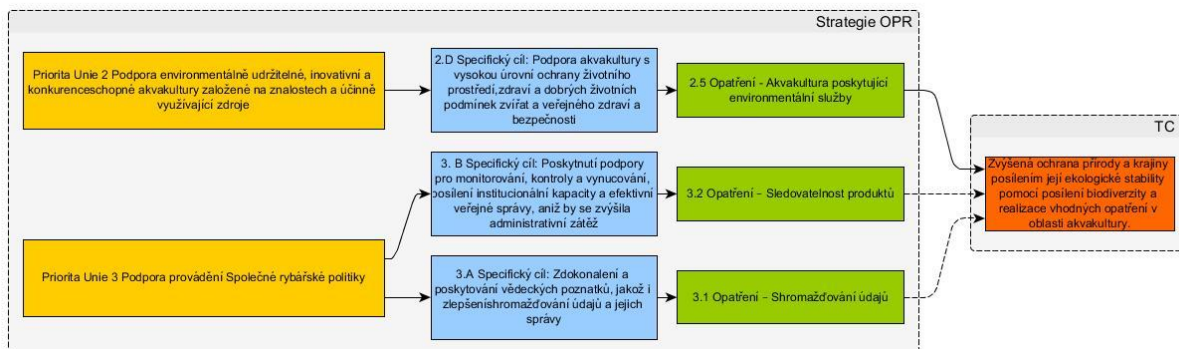 Strategie OPR
Priorita Unie 2 Podpora environmentálně udržitelné, inovativní a
konkurenceschopné akvakultury založené na znalostech a účinně
využívající zdroje
2.D Specifický cíl: Podpora akvakultury s
vysokou úrovní ochrany životního
prostředí,zdraví a dobrých životních
podmínek zvířat a veřejného zdraví a
bezpečnosti
2.5 Opatření - Akvakultura poskytující
environmentální služby
TC
Zvýšená ochrana přírody a krajiny
posílením její ekologické stability
pomocí posílení biodiverzity a
realizace vhodných opatření v
oblasti akvakultury.
3. B Specifický cíl: Poskytnutí podpory
pro monitorování, kontroly a vynucování,
posílení institucionální kapacity a efektivní
veřejné správy, aniž by se zvýšila
administrativní zátěž
3.2 Opatření – Sledovatelnost produktů
Priorita Unie 3 Podpora provádění Společné rybářské politiky
3.A Specifický cíl: Zdokonalení a
poskytování vědeckých poznatků, jakož i
zlepšeníshromažďování údajů a jejich
správy
3.1 Opatření – Shromažďování údajů